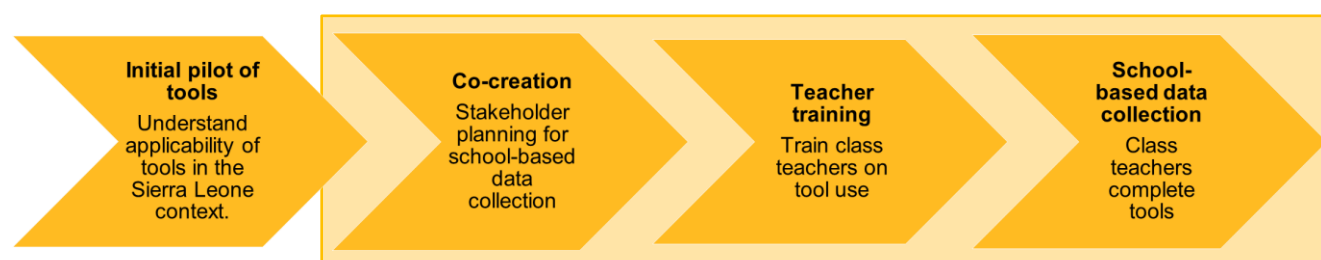 Initial pilot of
tools
Understand
applicability of
tools in the
Sierra Leone
context.
Co-creation
Stakeholder
planning for
school-based
data
collection
Teacher
training
Train class
teachers on
tool use
School-
based data
collection
Class
teachers
complete
tools